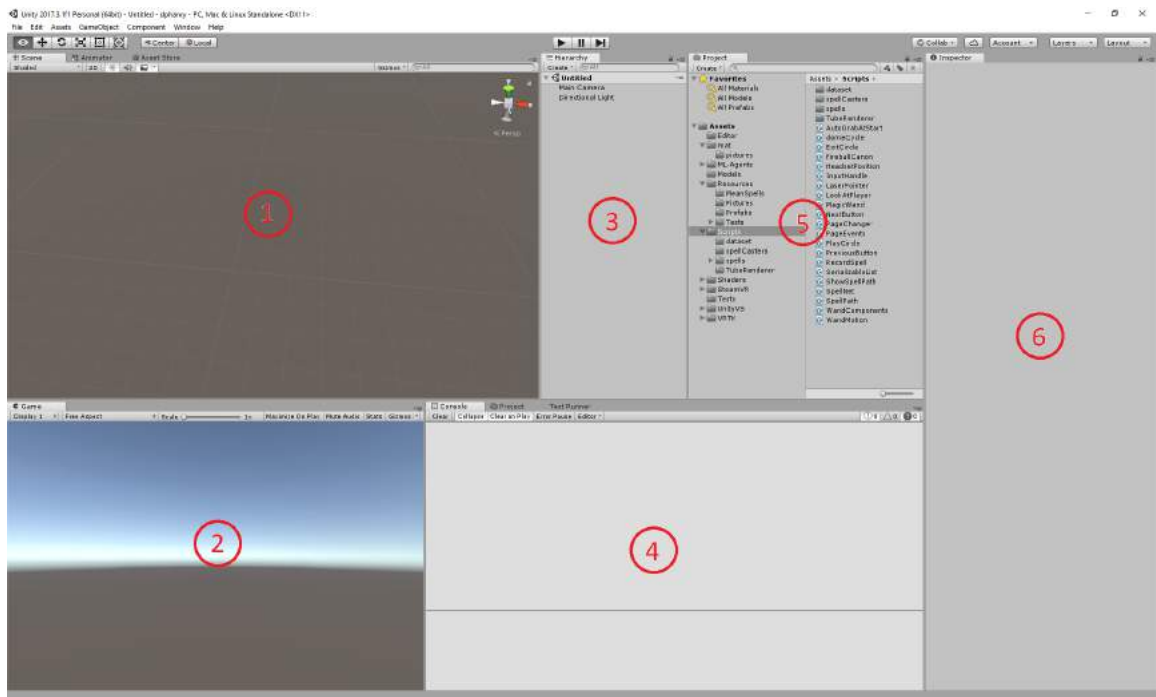 Unity 2017.3.1f1 Personal (64bit) - Untitled - alphanvy - PC, Mac & Linux Standalone <DX11>
File Edit Assets GameObject Component Window Help
Center Local
Collab Account Layers Layout
Scene Animator Asset Store
Shaded 2D Gizmos All
1
Persp
Hierarchy
Create All
Untitled
Main Camera
Directional Light
3
Project
Create
Favorites
All Materials
All Models
All Prefabs
Assets
Editor
mat
pictures
ML-Agents
Models
Resources
MeanSpells
Pictures
Prefabs
Tests
Scripts
dataset
spellCasters
spells
TubeRenderer
Shaders
SteamVR
Tests
UnityVS
VRTK
Assets Scripts
dataset
spellCasters
spells
TubeRenderer
AutoGrabAtStart
domeCircle
ExitCircle
FireballCanon
HeadsetPosition
InputHandle
LaserPointer
LookAtPlayer
MagicWand
NextButton
PageChanger
PageEvents
PlayCircle
PreviousButton
RecordSpell
SerializableList
ShowSpellPath
SpellPath
WandComponents
WandMotion
5
Inspector
6
Game
Display 1 Free Aspect Scale 1x Maximize On Play Mute Audio Stats Gizmos
2
Console Project Test Runner
Clear Collapse Clear on Play Error Pause Editor
4